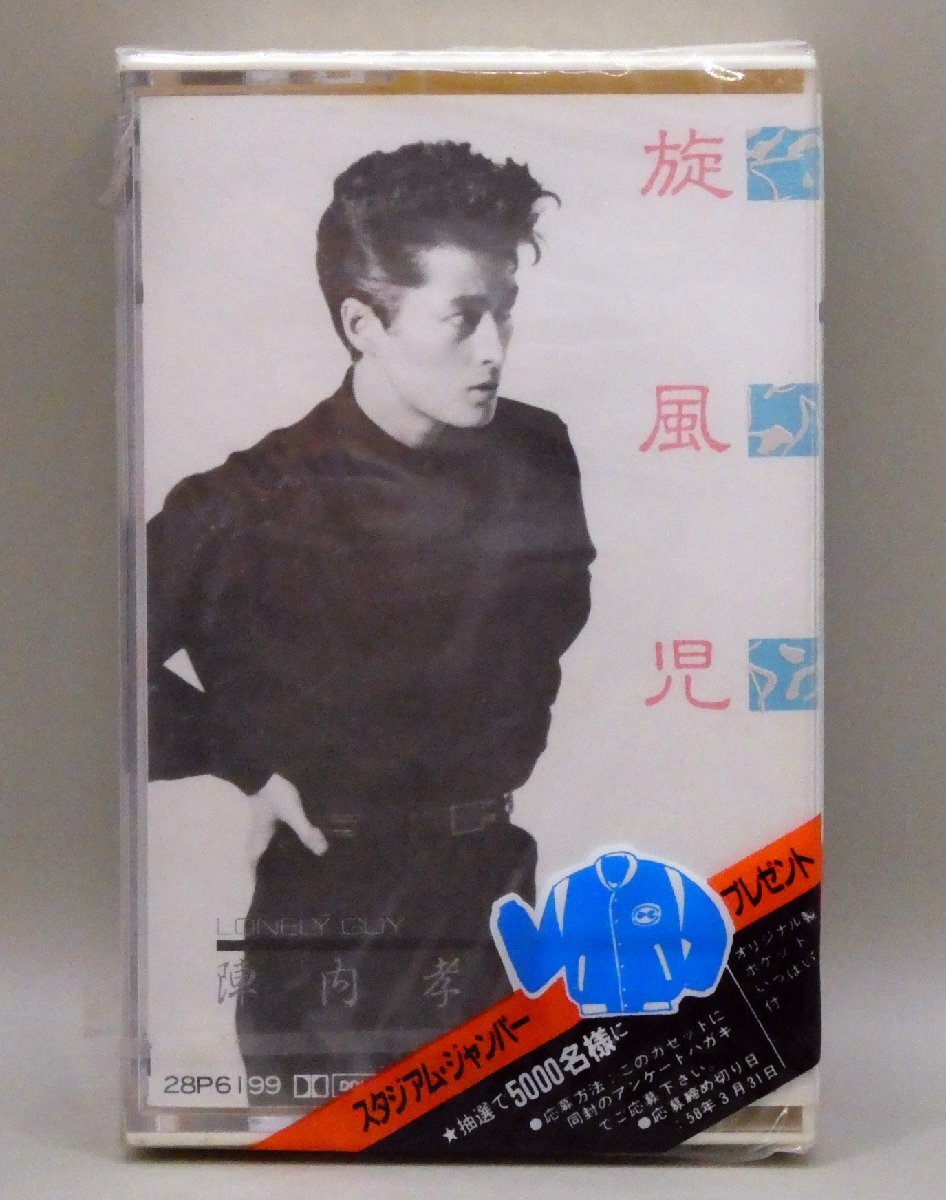 旋風児
LONELY GUY
陣内孝
28P6199
スタジアム・ジャンパー
プレゼント
★抽選で5000名様に
●応募方法:このカセットに
同封のアンケートハガキ
でご応募下さい。
●応募締め切り日
'58年3月31日
オリジナル製
ポケット
いっぱい
付